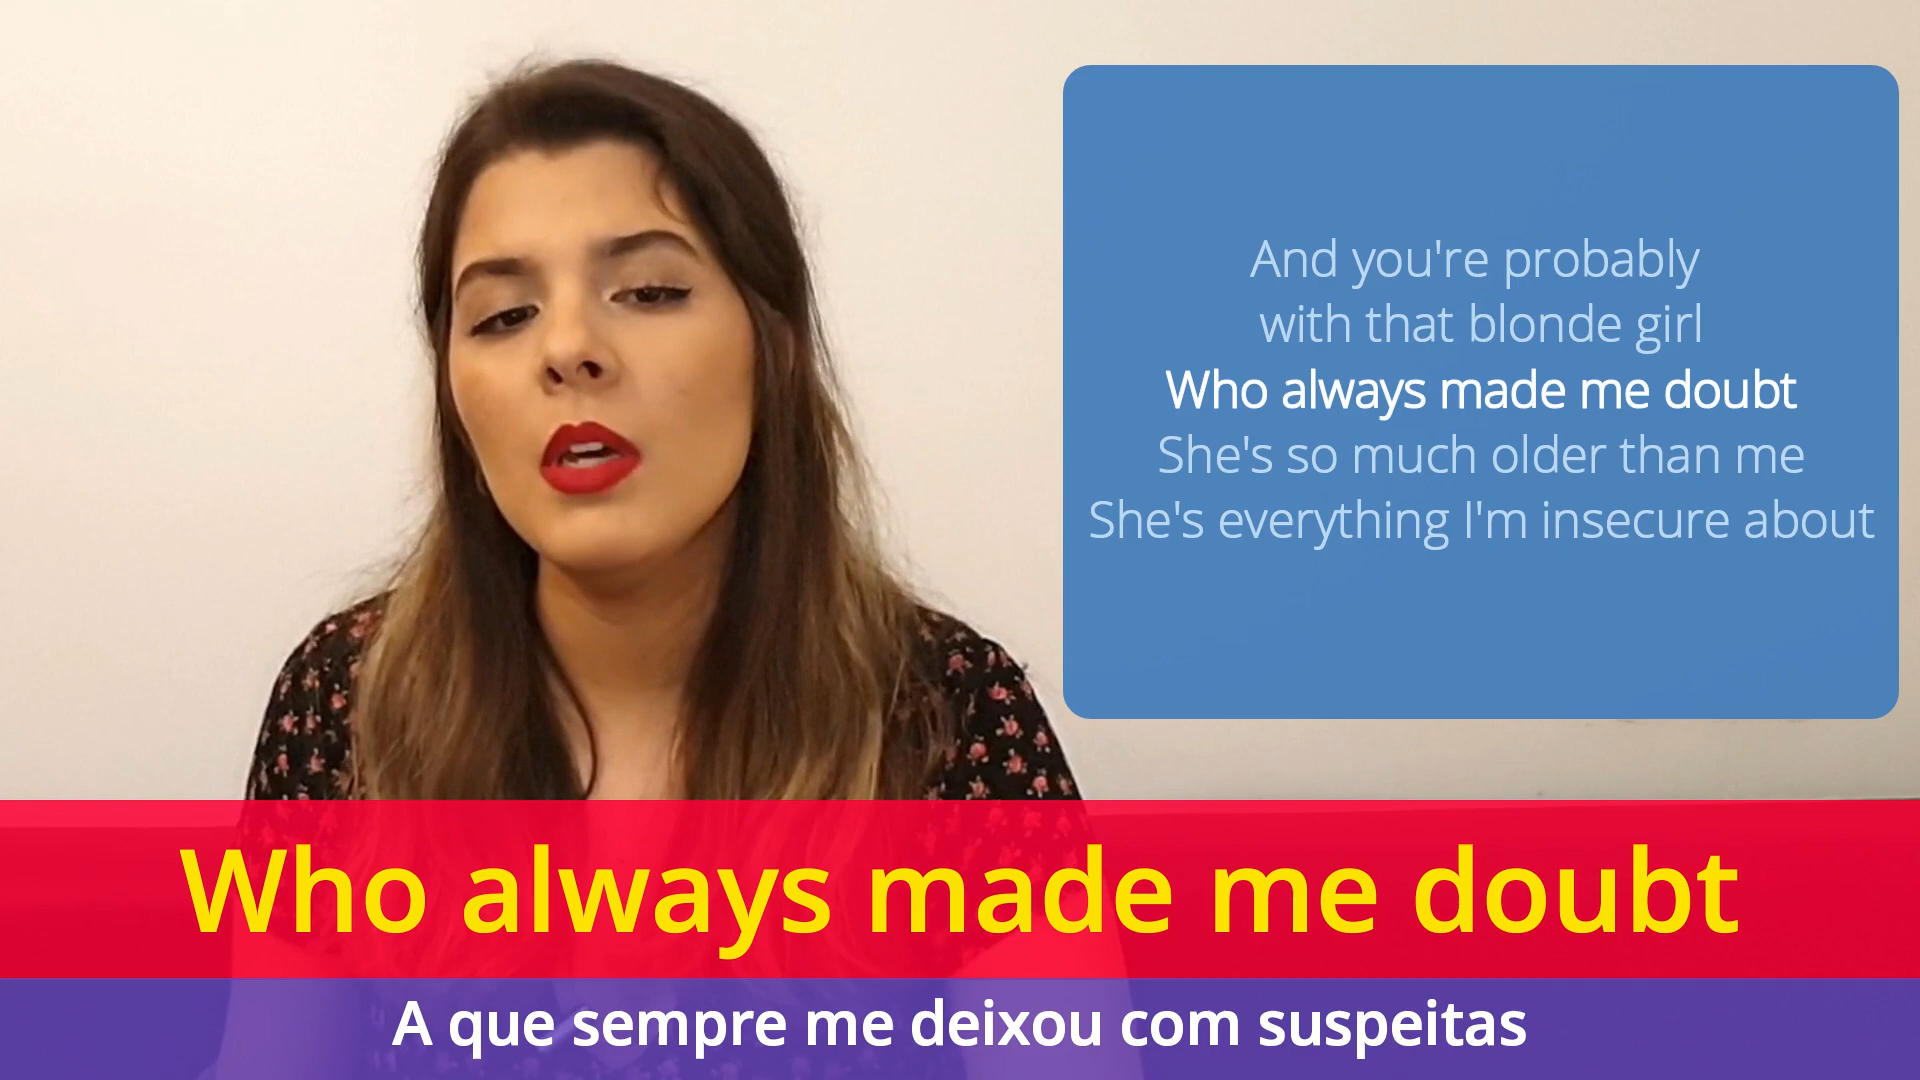 And you're probably
with that blonde girl
Who always made me doubt
She's so much older than me
She's everything I'm insecure about
Who always made me doubt
A que sempre me deixou com suspeitas